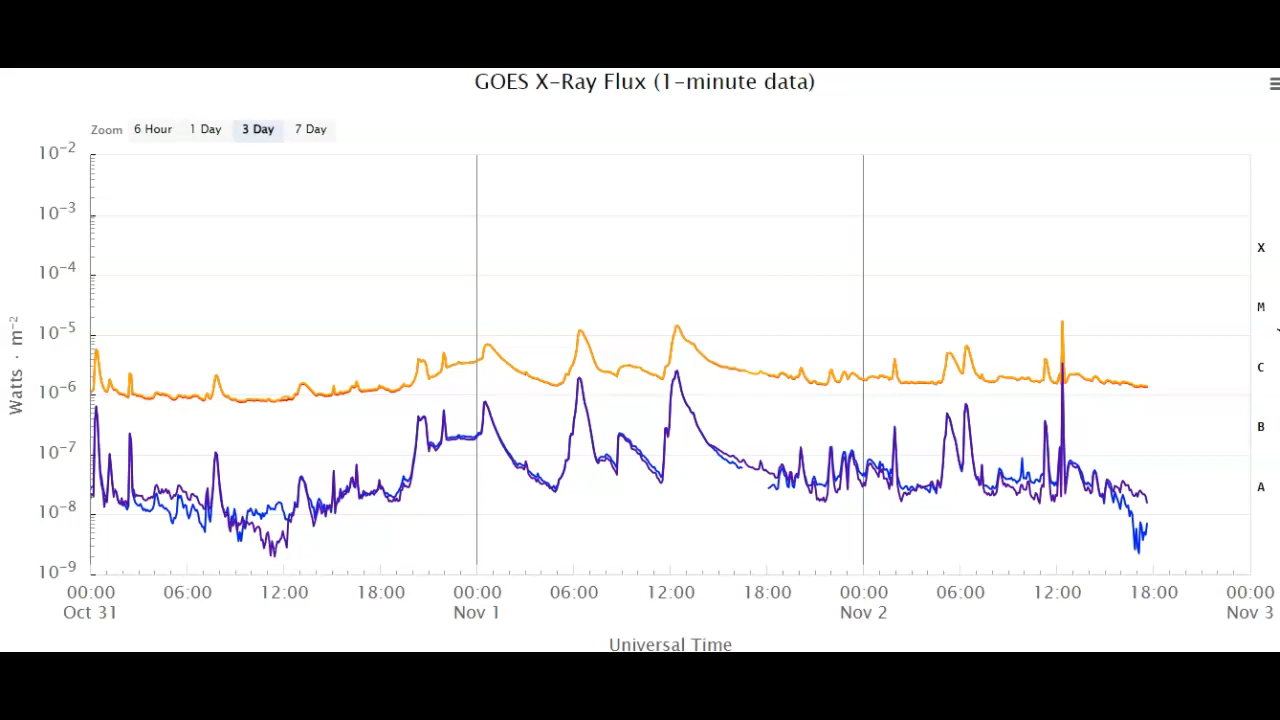 GOES X-Ray Flux (1-minute data)
Zoom 6 Hour 1 Day 3 Day 7 Day
10⁻²
10⁻³
10⁻⁴
10⁻⁵
10⁻⁶
10⁻⁷
10⁻⁸
10⁻⁹
Watts · m⁻²
X
M
C
B
A
00:00 06:00 12:00 18:00 00:00 06:00 12:00 18:00 00:00 06:00 12:00 18:00 00:00
Oct 31 Nov 1 Nov 2 Nov 3
Universal Time